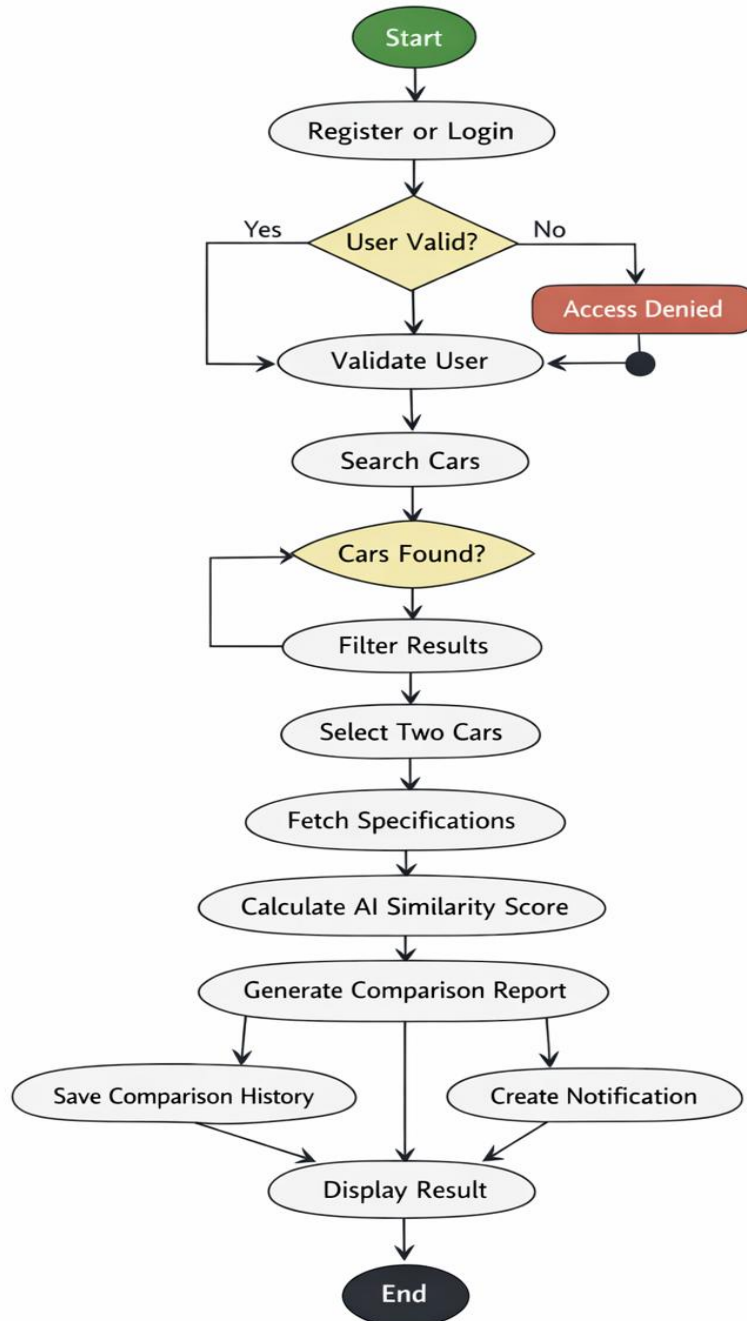 Start
Register or Login
Yes
User Valid?
No
Access Denied
Validate User
Search Cars
Cars Found?
Filter Results
Select Two Cars
Fetch Specifications
Calculate AI Similarity Score
Generate Comparison Report
Save Comparison History
Create Notification
Display Result
End